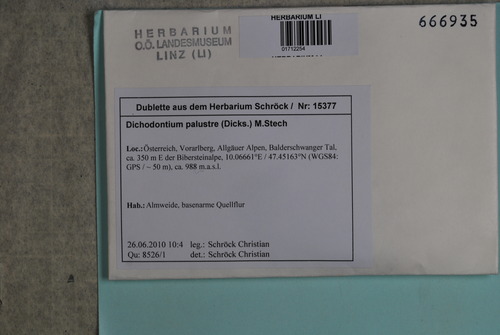 HERBARIUM LI
666935
HERBARIUM
O.Ö. LANDESMUSEUM
LINZ (LI)
01712254
Dublette aus dem Herbarium Schröck / Nr: 15377
Dichodontium palustre (Dicks.) M.Stech
Loc.:Österreich, Vorarlberg, Allgäuer Alpen, Balderschwanger Tal,
ca. 350 m E der Bibersteinalpe, 10.06661°E / 47.45163°N (WGS84:
GPS / ~ 50 m), ca. 988 m.a.s.l.
Hab.:Almweide, basenarme Quellflur
26.06.2010 10:4 leg.: Schröck Christian
Qu: 8526/1 det.: Schröck Christian